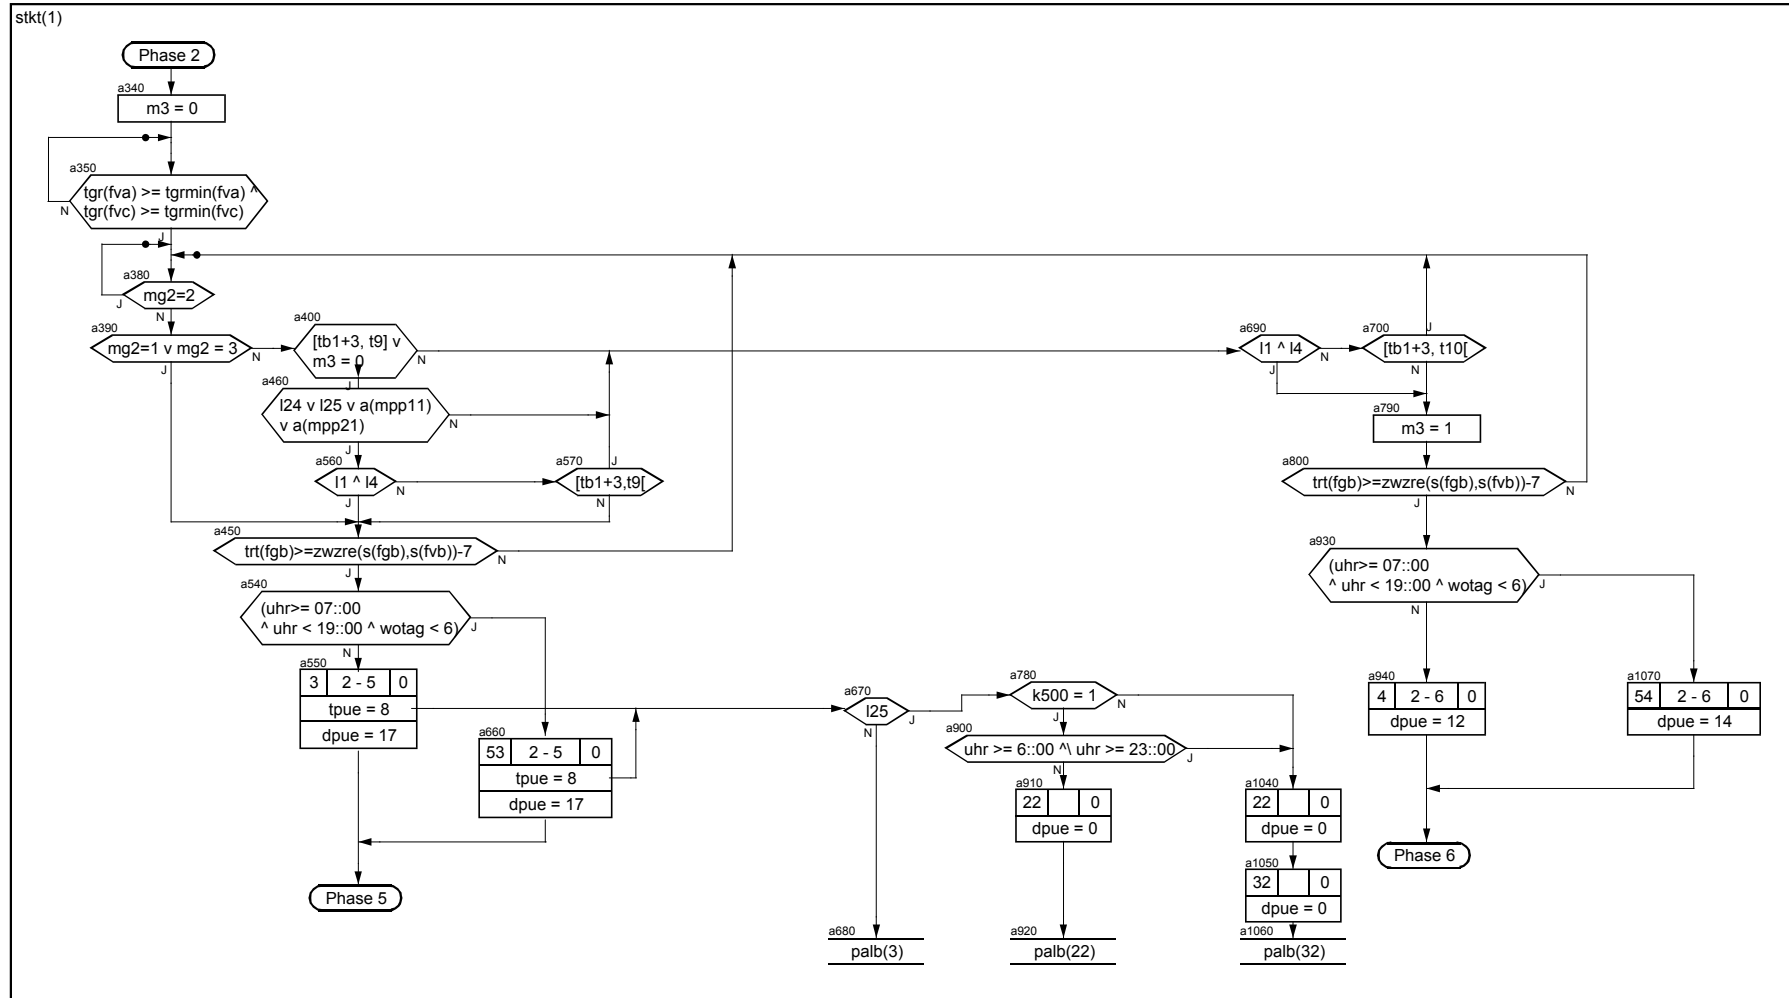 stkt(1)
Phase 2
a340
m3 = 0
a350
tgr(fva) >= tgrmin(fva) ^
tgr(fvc) >= tgrmin(fvc)
N
J
a380
mg2=2
J
N
a390
mg2=1 v mg2 = 3
N
J
a400
[tb1+3, t9] v
m3 = 0
N
J
a460
l24 v l25 v a(mpp11)
v a(mpp21)
N
J
a560
l1 ^ l4
N
J
a570
J
[tb1+3,t9[
N
a450
trt(fgb)>=zwzre(s(fgb),s(fvb))-7
N
J
a540
(uhr>= 07::00
^ uhr < 19::00 ^ wotag < 6)
J
N
a550
3 2 - 5 0
tpue = 8
dpue = 17
a660
53 2 - 5 0
tpue = 8
dpue = 17
Phase 5
a670
l25
J
N
a680
palb(3)
a780
k500 = 1
N
J
a900
uhr >= 6::00 ^\ uhr >= 23::00
J
N
a910
22 0
dpue = 0
a920
palb(22)
a1040
22 0
dpue = 0
a1050
32 0
dpue = 0
a1060
palb(32)
a690
l1 ^ l4
N
J
a700
J
[tb1+3, t10[
N
a790
m3 = 1
a800
trt(fgb)>=zwzre(s(fgb),s(fvb))-7
N
J
a930
(uhr>= 07::00
^ uhr < 19::00 ^ wotag < 6)
J
N
a940
4 2 - 6 0
dpue = 12
a1070
54 2 - 6 0
dpue = 14
Phase 6